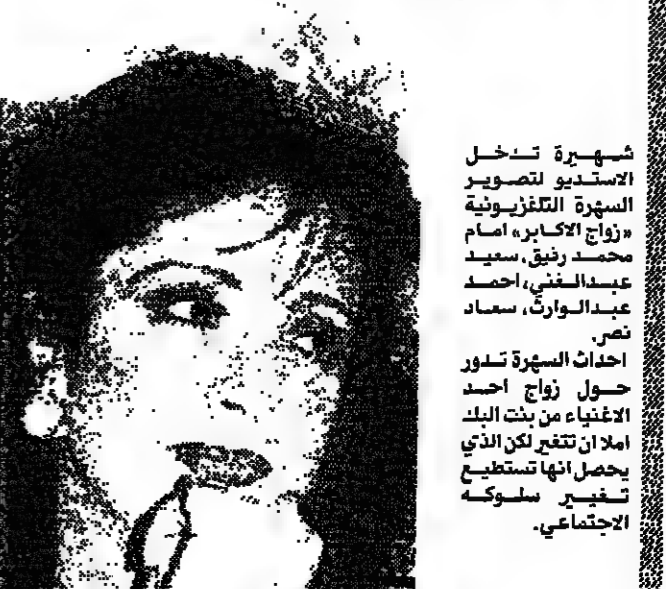 شهيرة تدخل
الاستديو لتصوير
السهرة التلفزيونية
«زواج الاكابر» امام
محمد رفيق، سعيد
عبدالغني، احمد
عبدالوارث، سعاد
نصر.
احداث السهرة تدور
حول زواج احد
الاغنياء من بنت البلد
املا ان تتغير لكن الذي
يحصل انها تستطيع
تغيير سلوكه
الاجتماعي.